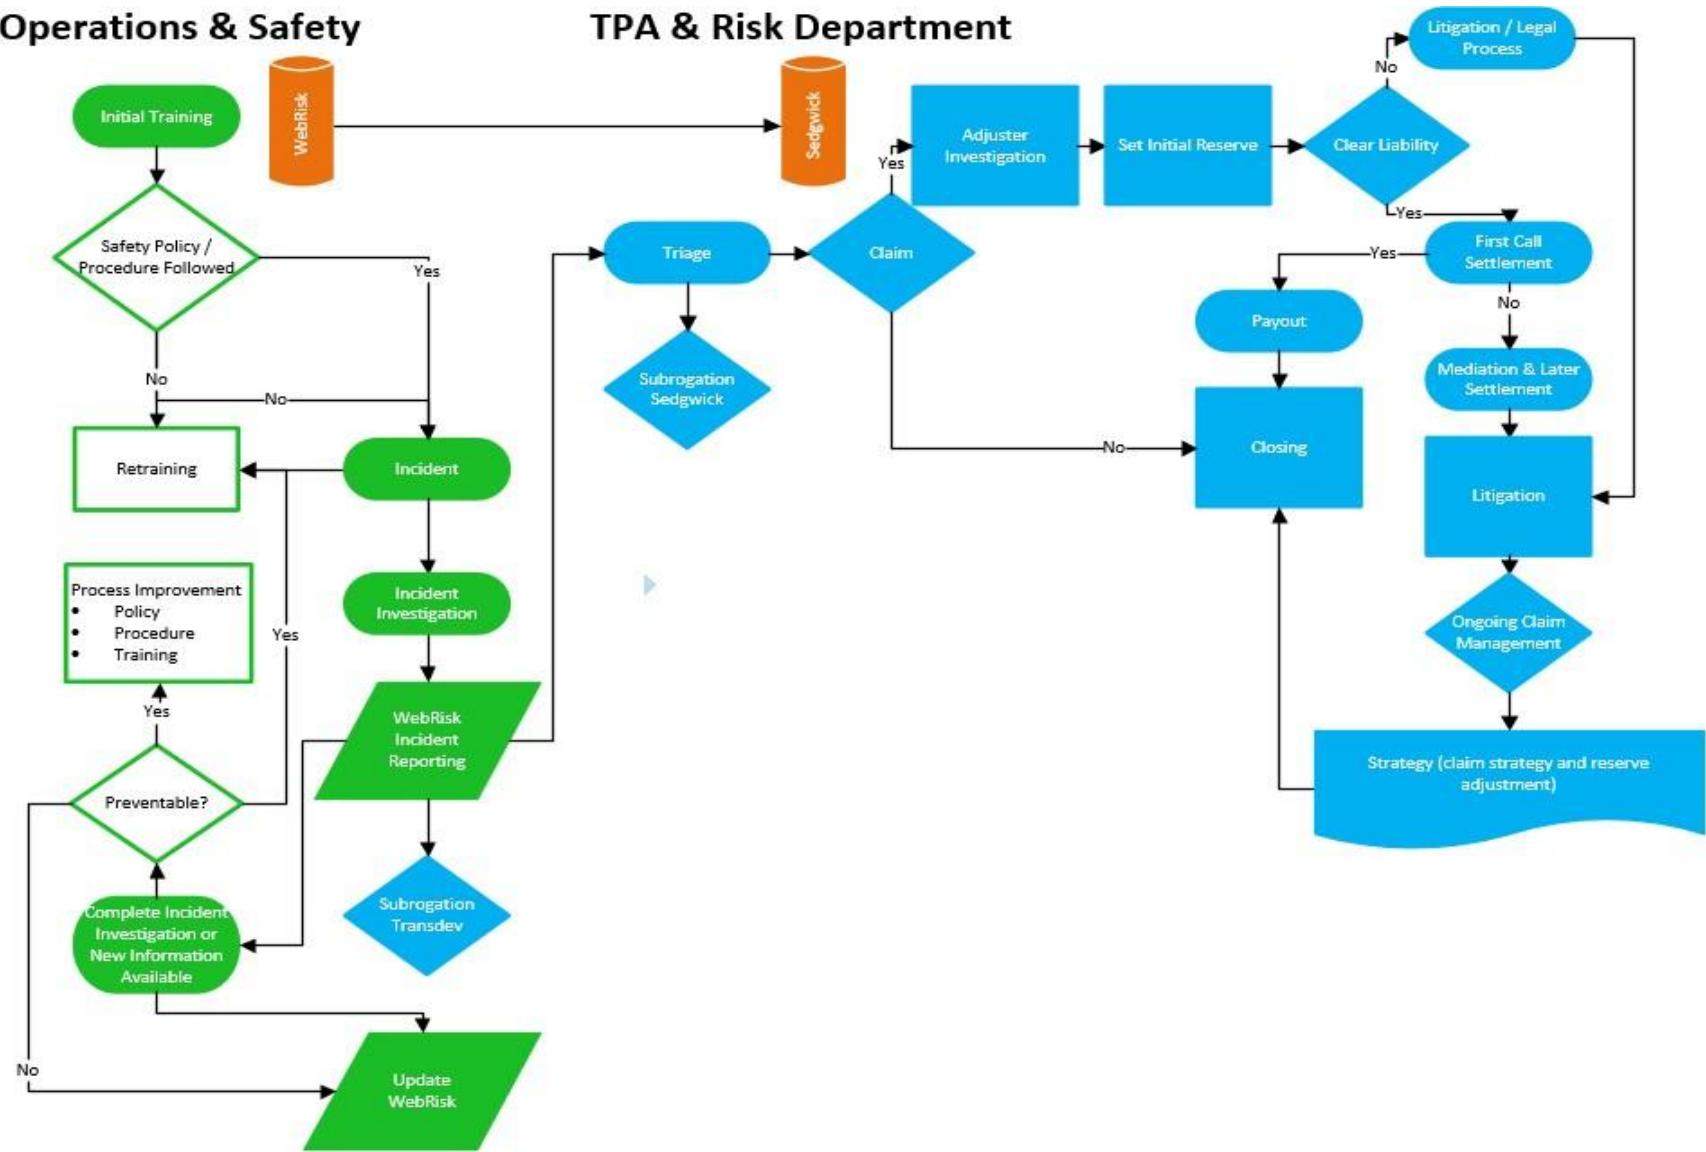 Operations & Safety
TPA & Risk Department
Initial Training
WebRisk
Sedgwick
Safety Policy /
Procedure Followed
Yes
No
No
Retraining
Incident
Incident
Investigation
Process Improvement
• Policy
• Procedure
• Training
Yes
Yes
WebRisk
Incident
Reporting
Preventable?
Complete Incident
Investigation or
New Information
Available
Subrogation
Transdev
No
Update
WebRisk
Triage
Subrogation
Sedgwick
Claim
Yes
No
Adjuster
Investigation
Set Initial Reserve
Clear Liability
No
Litigation / Legal
Process
Yes
First Call
Settlement
Yes
Payout
Closing
No
Mediation & Later
Settlement
Litigation
Ongoing Claim
Management
Strategy (claim strategy and reserve
adjustment)